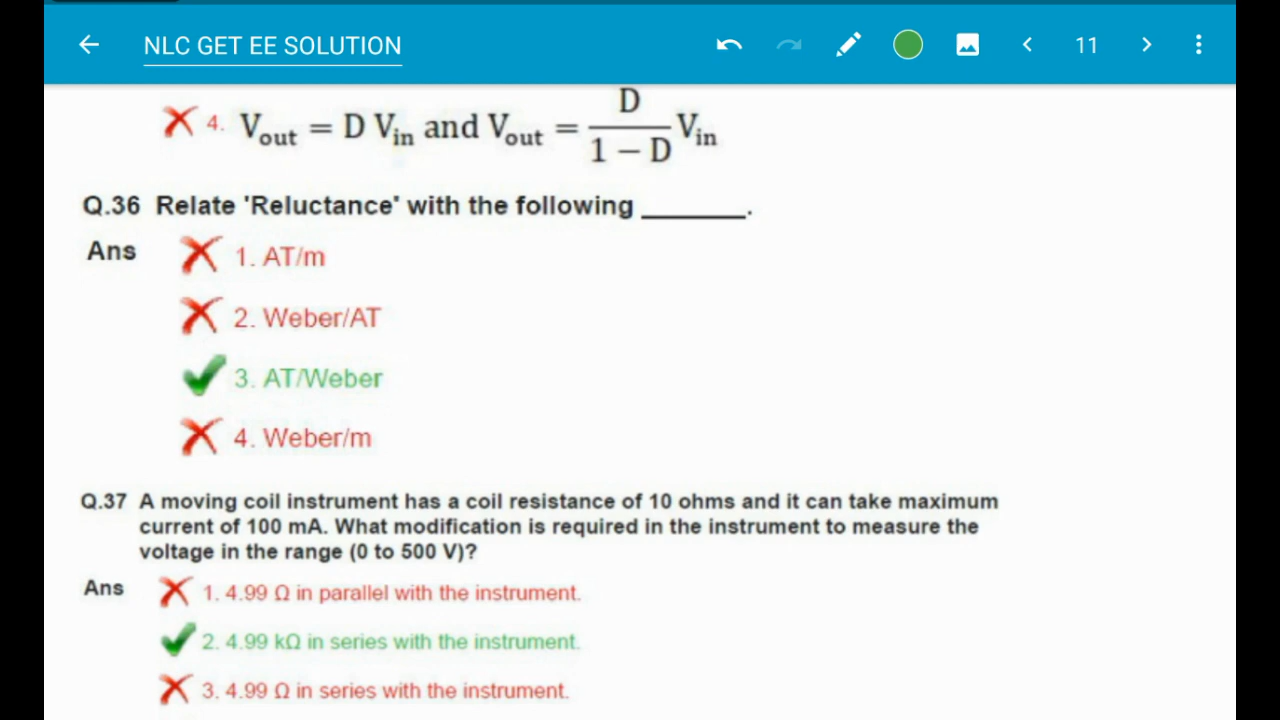 NLC GET EE SOLUTION
11
4. Vout = D Vin and Vout = D/(1 − D) Vin
Q.36 Relate 'Reluctance' with the following _______.
Ans 1. AT/m
2. Weber/AT
3. AT/Weber
4. Weber/m
Q.37 A moving coil instrument has a coil resistance of 10 ohms and it can take maximum
current of 100 mA. What modification is required in the instrument to measure the
voltage in the range (0 to 500 V)?
Ans 1. 4.99 Ω in parallel with the instrument.
2. 4.99 kΩ in series with the instrument.
3. 4.99 Ω in series with the instrument.